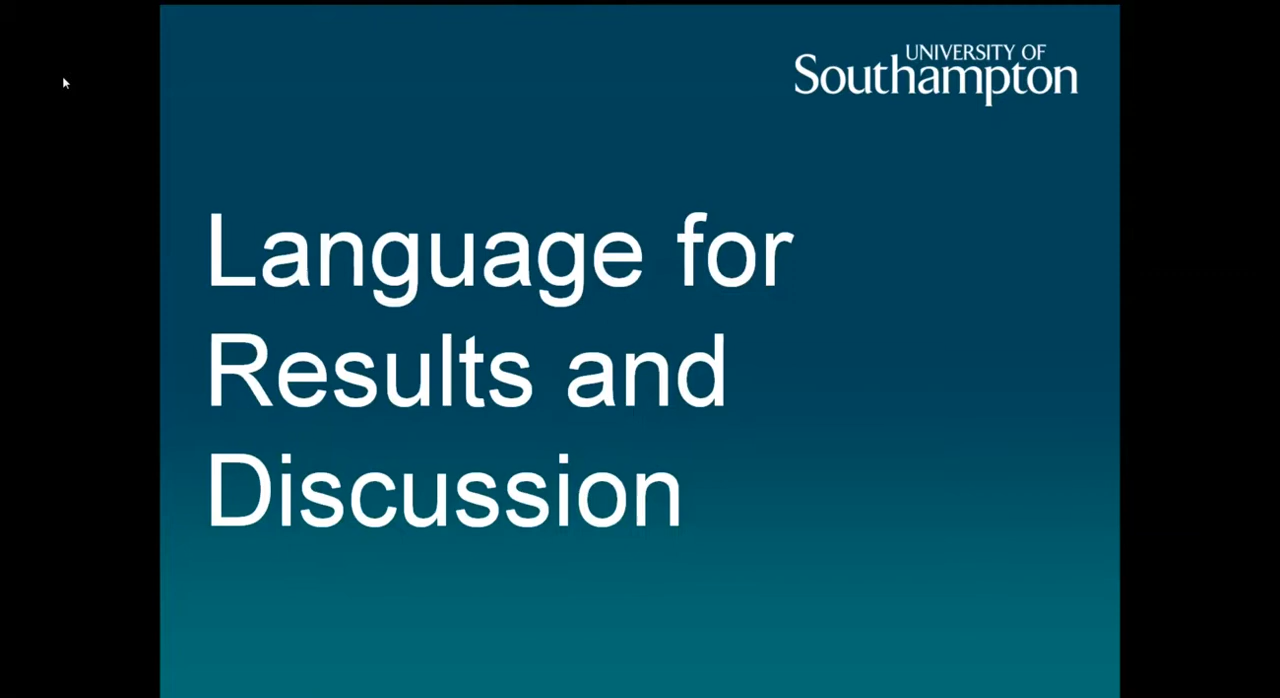 UNIVERSITY OF
Southampton
Language for
Results and
Discussion